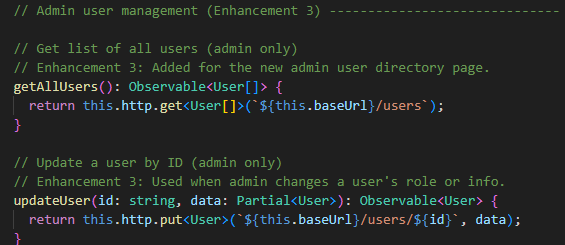 // Admin user management (Enhancement 3) ------------------------------
// Get list of all users (admin only)
// Enhancement 3: Added for the new admin user directory page.
getAllUsers(): Observable<User[]> {
return this.http.get<User[]>(`${this.baseUrl}/users`);
}
// Update a user by ID (admin only)
// Enhancement 3: Used when admin changes a user's role or info.
updateUser(id: string, data: Partial<User>): Observable<User> {
return this.http.put<User>(`${this.baseUrl}/users/${id}`, data);
}